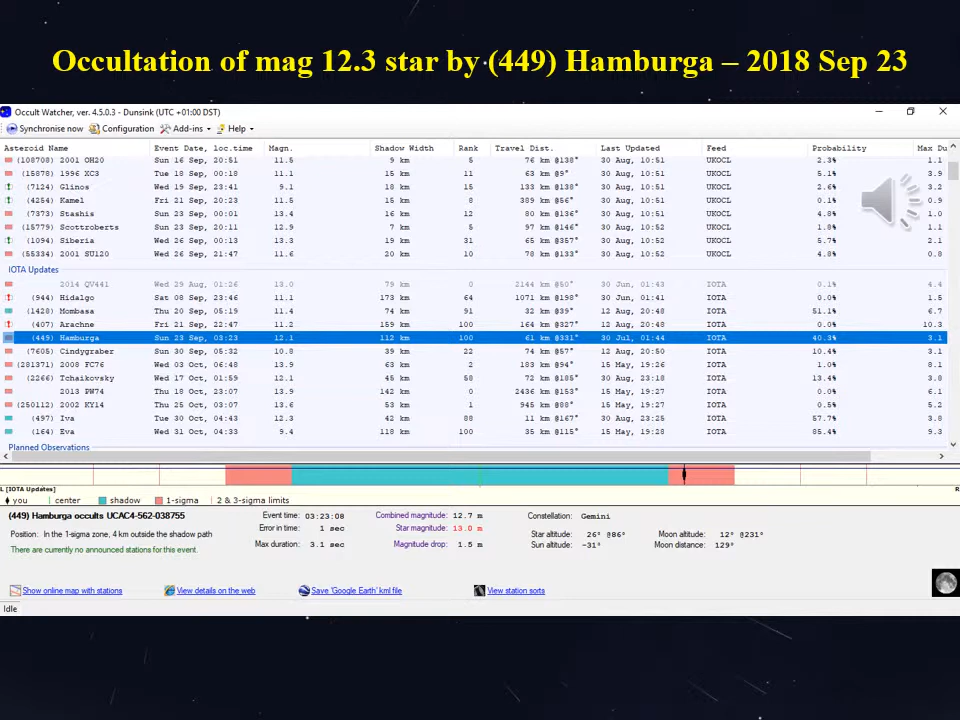 Occultation of mag 12.3 star by (449) Hamburga – 2018 Sep 23
Occult Watcher, ver. 4.5.0.3 - Dunsink (UTC +01:00 DST)
Synchronise now Configuration Add-ins Help
Asteroid Name Event Date, loc.time Magn. Shadow Width Rank Travel Dist. Last Updated Feed Probability Max Du
(108708) 2001 OH20 Sun 16 Sep, 20:51 11.5 9 km 5 76 km @138° 30 Aug, 10:51 UKOCL 2.3% 1.1
(15878) 1996 XC3 Tue 18 Sep, 00:18 11.1 15 km 11 63 km @9° 30 Aug, 10:51 UKOCL 5.1% 3.9
(7124) Glinos Wed 19 Sep, 23:41 9.1 18 km 15 133 km @138° 30 Aug, 10:51 UKOCL 2.6% 3.2
(4254) Kamel Fri 21 Sep, 20:23 11.5 15 km 8 389 km @56° 30 Aug, 10:51 UKOCL 0.1% 0.9
(7373) Stashis Sun 23 Sep, 00:01 13.4 16 km 12 80 km @136° 30 Aug, 10:52 UKOCL 4.8% 1.0
(15777) Scottroberts Sun 23 Sep, 20:11 12.9 7 km 5 97 km @146° 30 Aug, 10:52 UKOCL 1.8% 1.1
(1094) Siberia Wed 26 Sep, 00:13 13.3 19 km 31 65 km @357° 30 Aug, 10:52 UKOCL 5.7% 2.1
(55334) 2001 SU120 Wed 26 Sep, 21:47 11.6 20 km 10 78 km @133° 30 Aug, 10:52 UKOCL 4.8% 0.8
IOTA Updates
2014 QV441 Wed 29 Aug, 01:26 13.0 79 km 0 2144 km @50° 30 Jun, 01:43 IOTA 0.1% 4.4
(944) Hidalgo Sat 08 Sep, 23:46 11.1 173 km 64 1071 km @198° 30 Jun, 01:43 IOTA 0.0% 1.5
(1428) Mombasa Thu 20 Sep, 05:19 11.4 74 km 91 32 km @39° 12 Aug, 20:48 IOTA 51.1% 6.7
(407) Arachne Fri 21 Sep, 22:47 11.2 159 km 100 164 km @327° 12 Aug, 20:48 IOTA 0.0% 10.3
(449) Hamburga Sun 23 Sep, 03:23 12.1 112 km 100 61 km @331° 30 Jul, 01:44 IOTA 40.3% 3.1
(7605) Cindygraber Sun 30 Sep, 05:32 10.8 39 km 22 74 km @57° 12 Aug, 20:48 IOTA 10.4% 3.1
(281371) 2008 FC76 Wed 03 Oct, 06:48 13.9 63 km 2 183 km @94° 15 May, 19:26 IOTA 1.0% 8.1
(2266) Tchaikovsky Wed 17 Oct, 01:59 12.1 45 km 58 72 km @185° 30 Aug, 23:18 IOTA 13.4% 3.8
2013 PW74 Thu 18 Oct, 23:07 13.9 142 km 0 2436 km @153° 15 May, 19:27 IOTA 0.0% 6.1
(250112) 2002 KY14 Thu 25 Oct, 03:07 13.6 53 km 1 945 km @88° 15 May, 19:27 IOTA 0.5% 5.2
(497) Iva Tue 30 Oct, 04:43 12.3 42 km 88 11 km @167° 30 Aug, 23:25 IOTA 57.7% 3.8
(164) Eva Wed 31 Oct, 04:33 9.4 118 km 100 35 km @115° 15 May, 19:28 IOTA 85.4% 9.3
Planned Observations
L [IOTA Updates] R
you center shadow 1-sigma 2 & 3-sigma limits
(449) Hamburga occults UCAC4-562-038755 Event time: 03:23:08 Combined magnitude: 12.7 m Constellation: Gemini
Error in time: 1 sec Star magnitude: 13.0 m
Position: In the 1-sigma zone, 4 km outside the shadow path Star altitude: 26° @86° Moon altitude: 12° @231°
Max duration: 3.1 sec Magnitude drop: 1.5 m Sun altitude: -31° Moon distance: 129°
There are currently no announced stations for this event.
Show online map with stations View details on the web Save 'Google Earth' kml file View station sorts
Idle